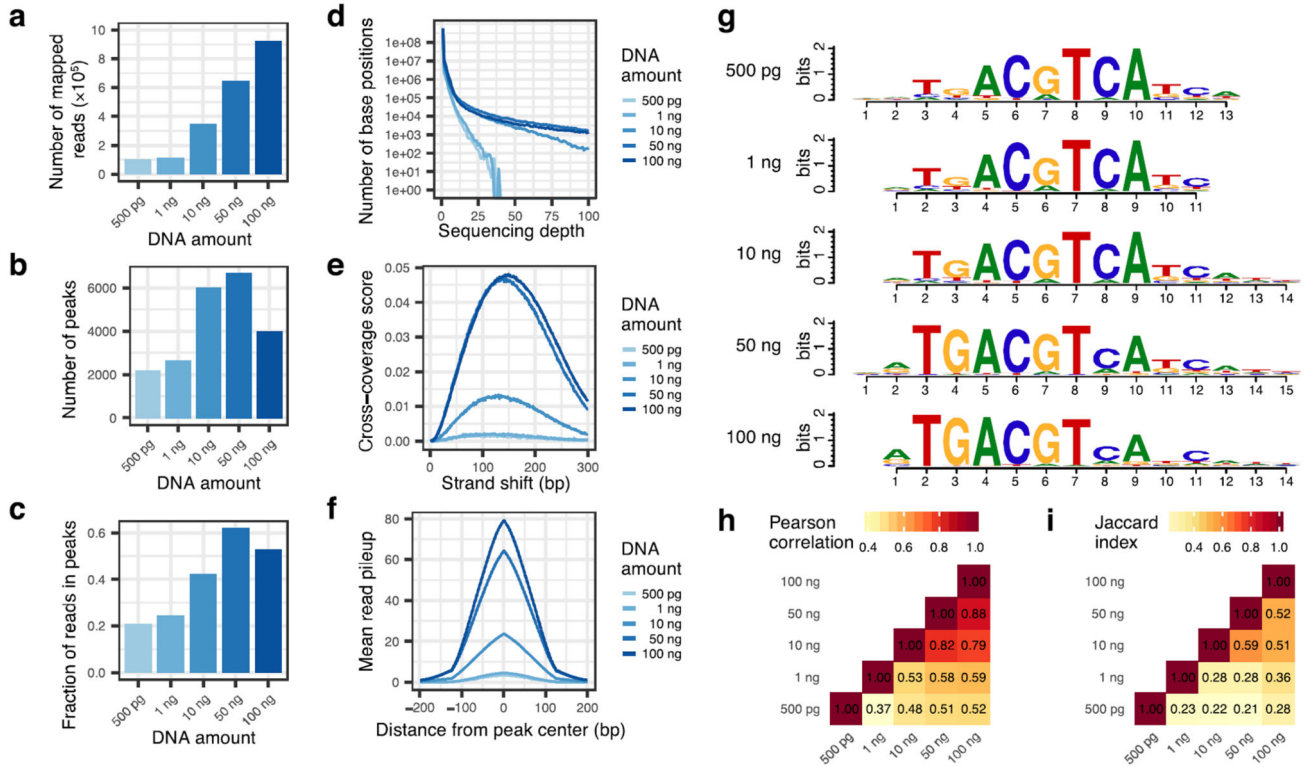 a
Number of mapped
reads (×10⁵)
10
8
6
4
2
0
500 pg
1 ng
10 ng
50 ng
100 ng
DNA amount
b
Number of peaks
6000
4000
2000
0
500 pg
1 ng
10 ng
50 ng
100 ng
DNA amount
c
Fraction of reads in peaks
0.6
0.4
0.2
0.0
500 pg
1 ng
10 ng
50 ng
100 ng
DNA amount
d
Number of base positions
1e+08
1e+07
1e+06
1e+05
1e+04
1e+03
1e+02
1e+01
1e+00
0 25 50 75 100
Sequencing depth
DNA
amount
500 pg
1 ng
10 ng
50 ng
100 ng
e
Cross−coverage score
0.05
0.04
0.03
0.02
0.01
0.00
0 100 200 300
Strand shift (bp)
DNA
amount
500 pg
1 ng
10 ng
50 ng
100 ng
f
Mean read pileup
80
60
40
20
0
−200 −100 0 100 200
Distance from peak center (bp)
DNA
amount
500 pg
1 ng
10 ng
50 ng
100 ng
g
500 pg
bits
2
1
0
TGACGTCATCA
1 2 3 4 5 6 7 8 9 10 11 12 13
1 ng
bits
2
1
0
TGACGTCATC
1 2 3 4 5 6 7 8 9 10 11
10 ng
bits
2
1
0
TGACGTCATCA
1 2 3 4 5 6 7 8 9 10 11 12 13 14
50 ng
bits
2
1
0
ATGACGTCATCA
1 2 3 4 5 6 7 8 9 10 11 12 13 14 15
100 ng
bits
2
1
0
ATGACGTCACA
1 2 3 4 5 6 7 8 9 10 11 12 13 14
h
Pearson
correlation
0.4 0.6 0.8 1.0
100 ng 1.00
50 ng 1.00 0.88
10 ng 1.00 0.82 0.79
1 ng 1.00 0.53 0.58 0.59
500 pg 1.00 0.37 0.48 0.51 0.52
500 pg
1 ng
10 ng
50 ng
100 ng
i
Jaccard
index
0.4 0.6 0.8 1.0
100 ng 1.00
50 ng 1.00 0.52
10 ng 1.00 0.59 0.51
1 ng 1.00 0.28 0.28 0.36
500 pg 1.00 0.23 0.22 0.21 0.28
500 pg
1 ng
10 ng
50 ng
100 ng